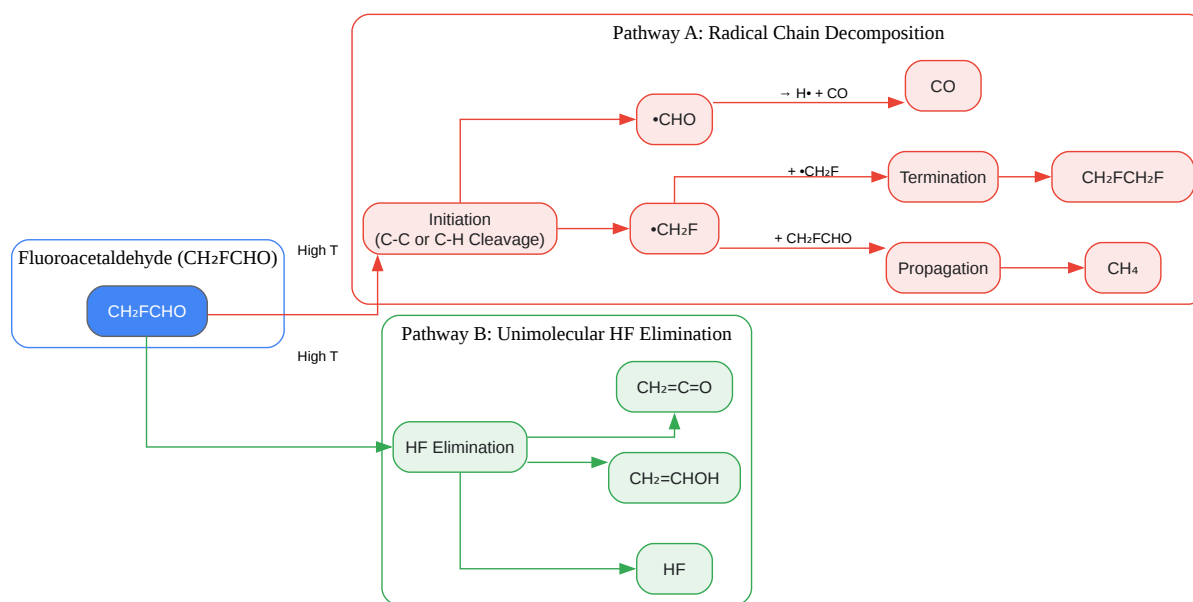 Pathway A: Radical Chain Decomposition
→ H• + CO
CO
•CHO
+ •CH₂F
Termination
CH₂FCH₂F
Initiation
(C-C or C-H Cleavage)
•CH₂F
+ CH₂FCHO
Propagation
CH₄
High T
Fluoroacetaldehyde (CH₂FCHO)
CH₂FCHO
High T
Pathway B: Unimolecular HF Elimination
CH₂=C=O
HF Elimination
CH₂=CHOH
HF